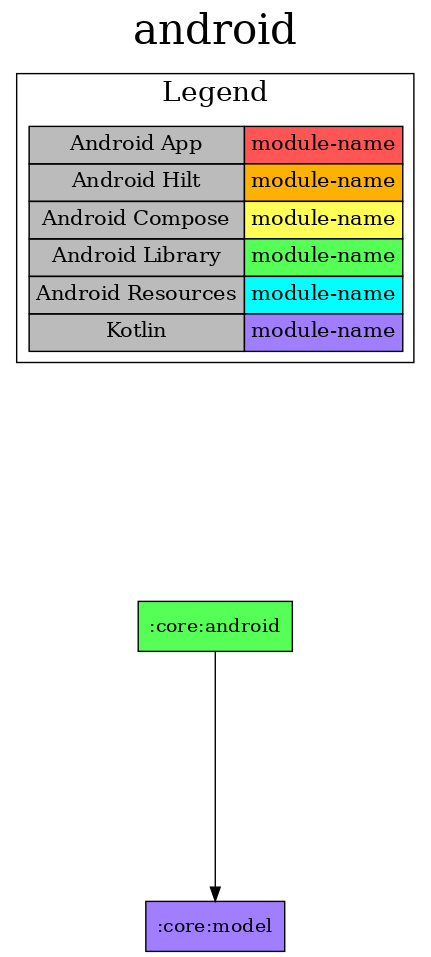 android
Legend
Android App module-name
Android Hilt module-name
Android Compose module-name
Android Library module-name
Android Resources module-name
Kotlin module-name
:core:android
:core:model